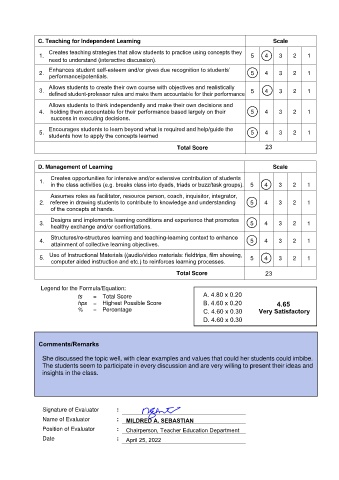 C. Teaching for Independent Learning Scale
1. Creates teaching strategies that allow students to practice using concepts they 5 4 3 2 1
need to understand (interactive discussion).
2. Enhances student self-esteem and/or gives due recognition to students' 5 4 3 2 1
performance/potentials.
3. Allows students to create their own course with objectives and realistically 5 4 3 2 1
defined student-professor rules and make them accountable for their performance
4. Allows students to think independently and make their own decisions and 5 4 3 2 1
holding them accountable for their performance based largely on their
success in executing decisions.
5. Encourages students to learn beyond what is required and help/guide the 5 4 3 2 1
students how to apply the concepts learned
Total Score 23
D. Management of Learning Scale
1. Creates opportunities for intensive and/or extensive contribution of students 5 4 3 2 1
in the class activities (e.g. breaks class into dyads, triads or buzz/task groups).
2. Assumes roles as facilitator, resource person, coach, inquisitor, integrator, 5 4 3 2 1
referee in drawing students to contribute to knowledge and understanding
of the concepts at hands.
3. Designs and implements learning conditions and experience that promotes 5 4 3 2 1
healthy exchange and/or confrontations.
4. Structures/re-structures learning and teaching-learning context to enhance 5 4 3 2 1
attainment of collective learning objectives.
5. Use of Instructional Materials (audio/video materials: fieldtrips, film showing, 5 4 3 2 1
computer aided instruction and etc.) to reinforces learning processes.
Total Score 23
Legend for the Formula/Equation:
ts = Total Score
hps = Highest Possible Score
% = Percentage
A. 4.80 x 0.20
B. 4.60 x 0.20
C. 4.60 x 0.30
D. 4.60 x 0.30
4.65
Very Satisfactory
Comments/Remarks
She discussed the topic well, with clear examples and values that could her students could imbibe.
The students seem to participate in every discussion and are very willing to present their ideas and
insights in the class.
Signature of Evaluator :
Name of Evaluator : MILDRED A. SEBASTIAN
Position of Evaluator : Chairperson, Teacher Education Department
Date : April 25, 2022